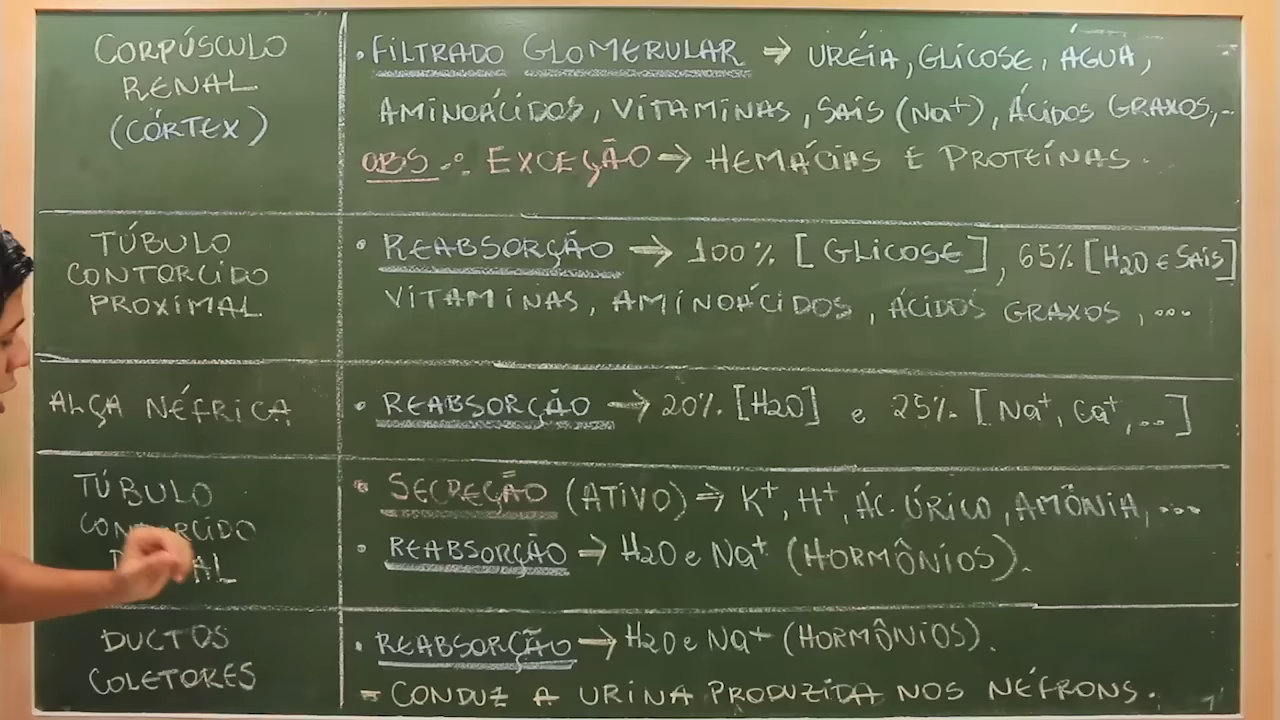 CORPÚSCULO
RENAL
(CÓRTEX)
• FILTRADO GLOMERULAR → URÉIA, GLICOSE, ÁGUA,
AMINOÁCIDOS, VITAMINAS, SAIS (Na⁺), ÁCIDOS GRAXOS,...
OBS.: EXCEÇÃO → HEMÁCIAS E PROTEÍNAS.
TÚBULO
CONTORCIDO
PROXIMAL
• REABSORÇÃO → 100% [GLICOSE], 65% [H2O E SAIS]
VITAMINAS, AMINOÁCIDOS, ÁCIDOS GRAXOS, ...
ALÇA NÉFRICA
• REABSORÇÃO → 20% [H2O] e 25% [Na⁺, Ca⁺, ...]
TÚBULO
CONTORCIDO
• SECREÇÃO (ATIVO) → K⁺, H⁺, ÁC. ÚRICO, AMÔNIA, ...
• REABSORÇÃO → H2O e Na⁺ (HORMÔNIOS).
DUCTOS
COLETORES
• REABSORÇÃO → H2O e Na⁺ (HORMÔNIOS).
- CONDUZ A URINA PRODUZIDA NOS NÉFRONS.